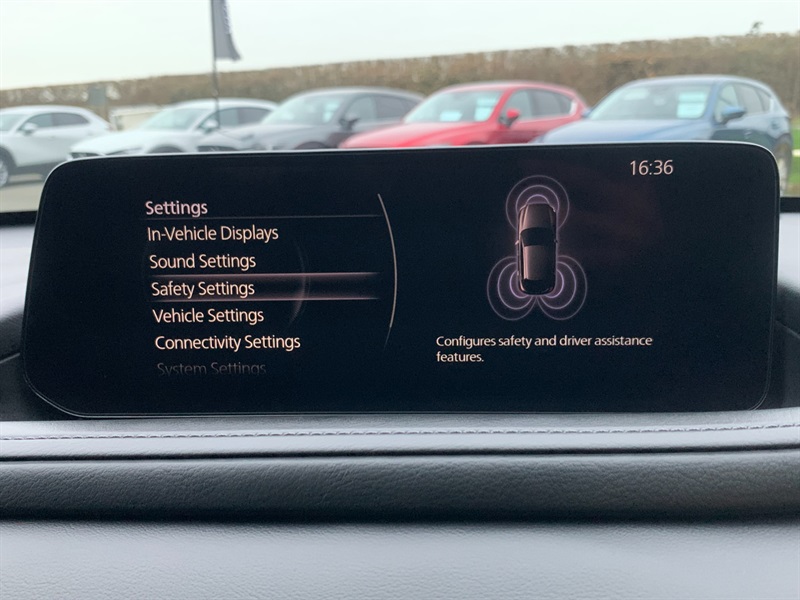 16:36
Settings
In-Vehicle Displays
Sound Settings
Safety Settings
Vehicle Settings
Connectivity Settings
System Settings
Configures safety and driver assistance
features.